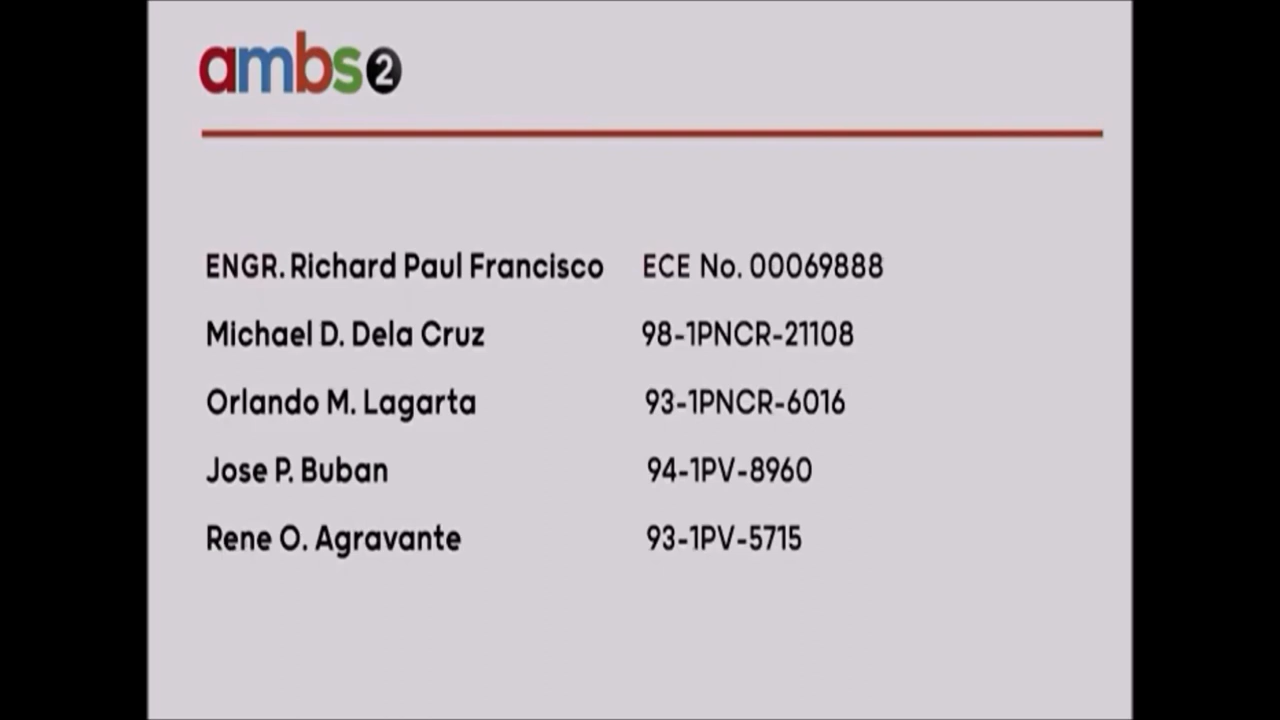 ambs2
ENGR. Richard Paul Francisco ECE No. 00069888
Michael D. Dela Cruz 98-1PNCR-21108
Orlando M. Lagarta 93-1PNCR-6016
Jose P. Buban 94-1PV-8960
Rene O. Agravante 93-1PV-5715